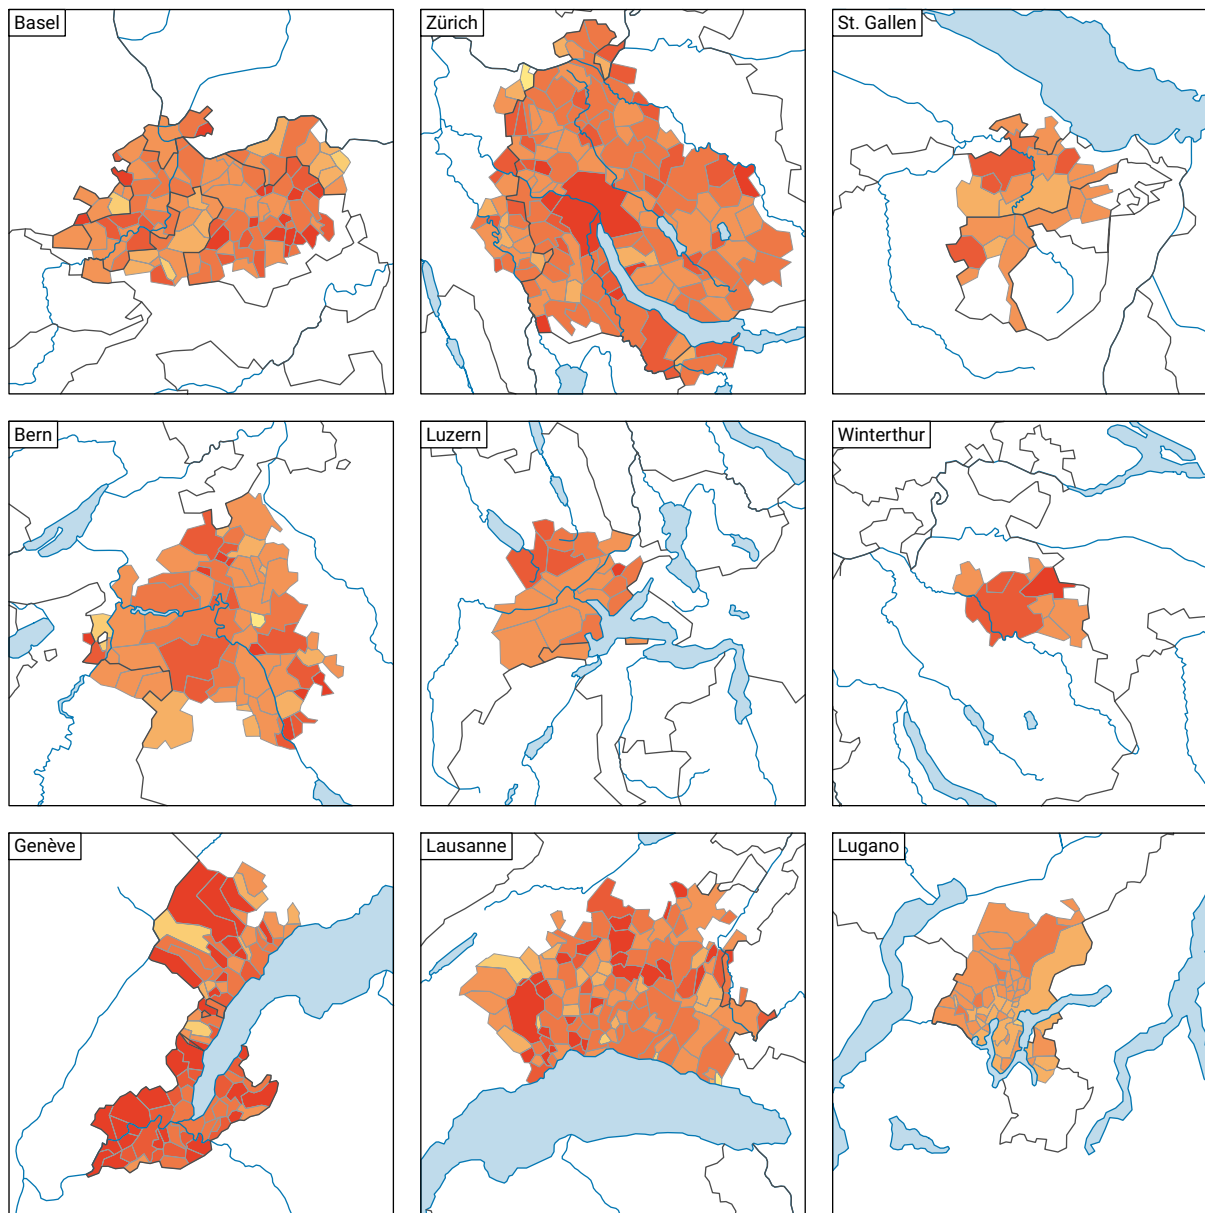 Basel
Zürich
St. Gallen
Bern
Luzern
Winterthur
Genève
Lausanne
Lugano